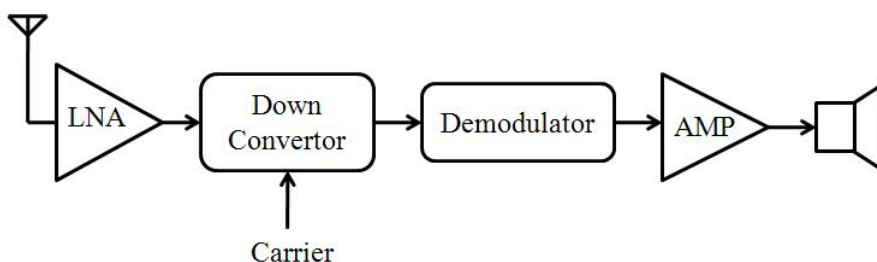 LNA
Down
Convertor
Demodulator
AMP
Carrier